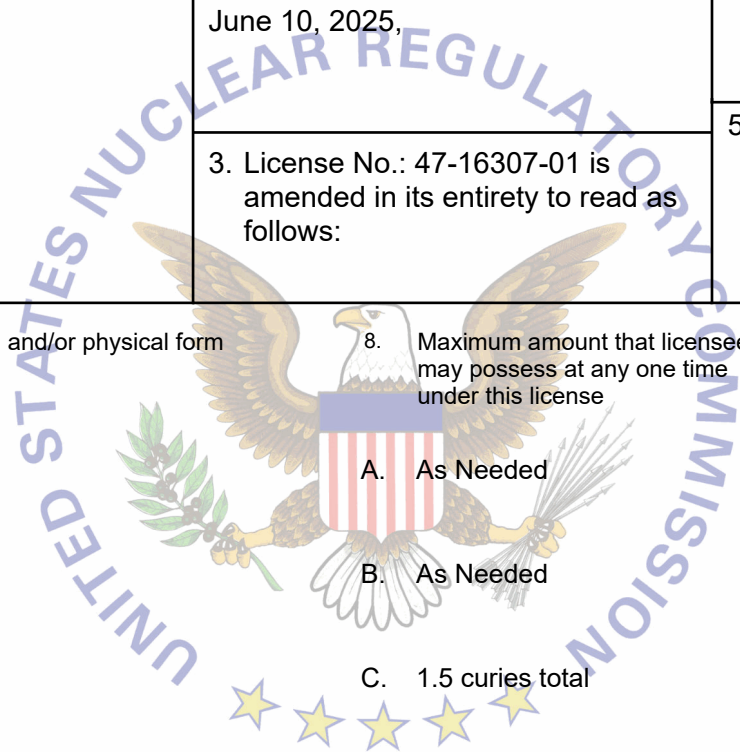 June 10, 2025,
5
3. License No.: 47-16307-01 is
amended in its entirety to read as
follows:
and/or physical form
8. Maximum amount that licensee
may possess at any one time
under this license
A. As Needed
B. As Needed
C. 1.5 curies total
UNITED STATES NUCLEAR REGULATORY COMMISSION